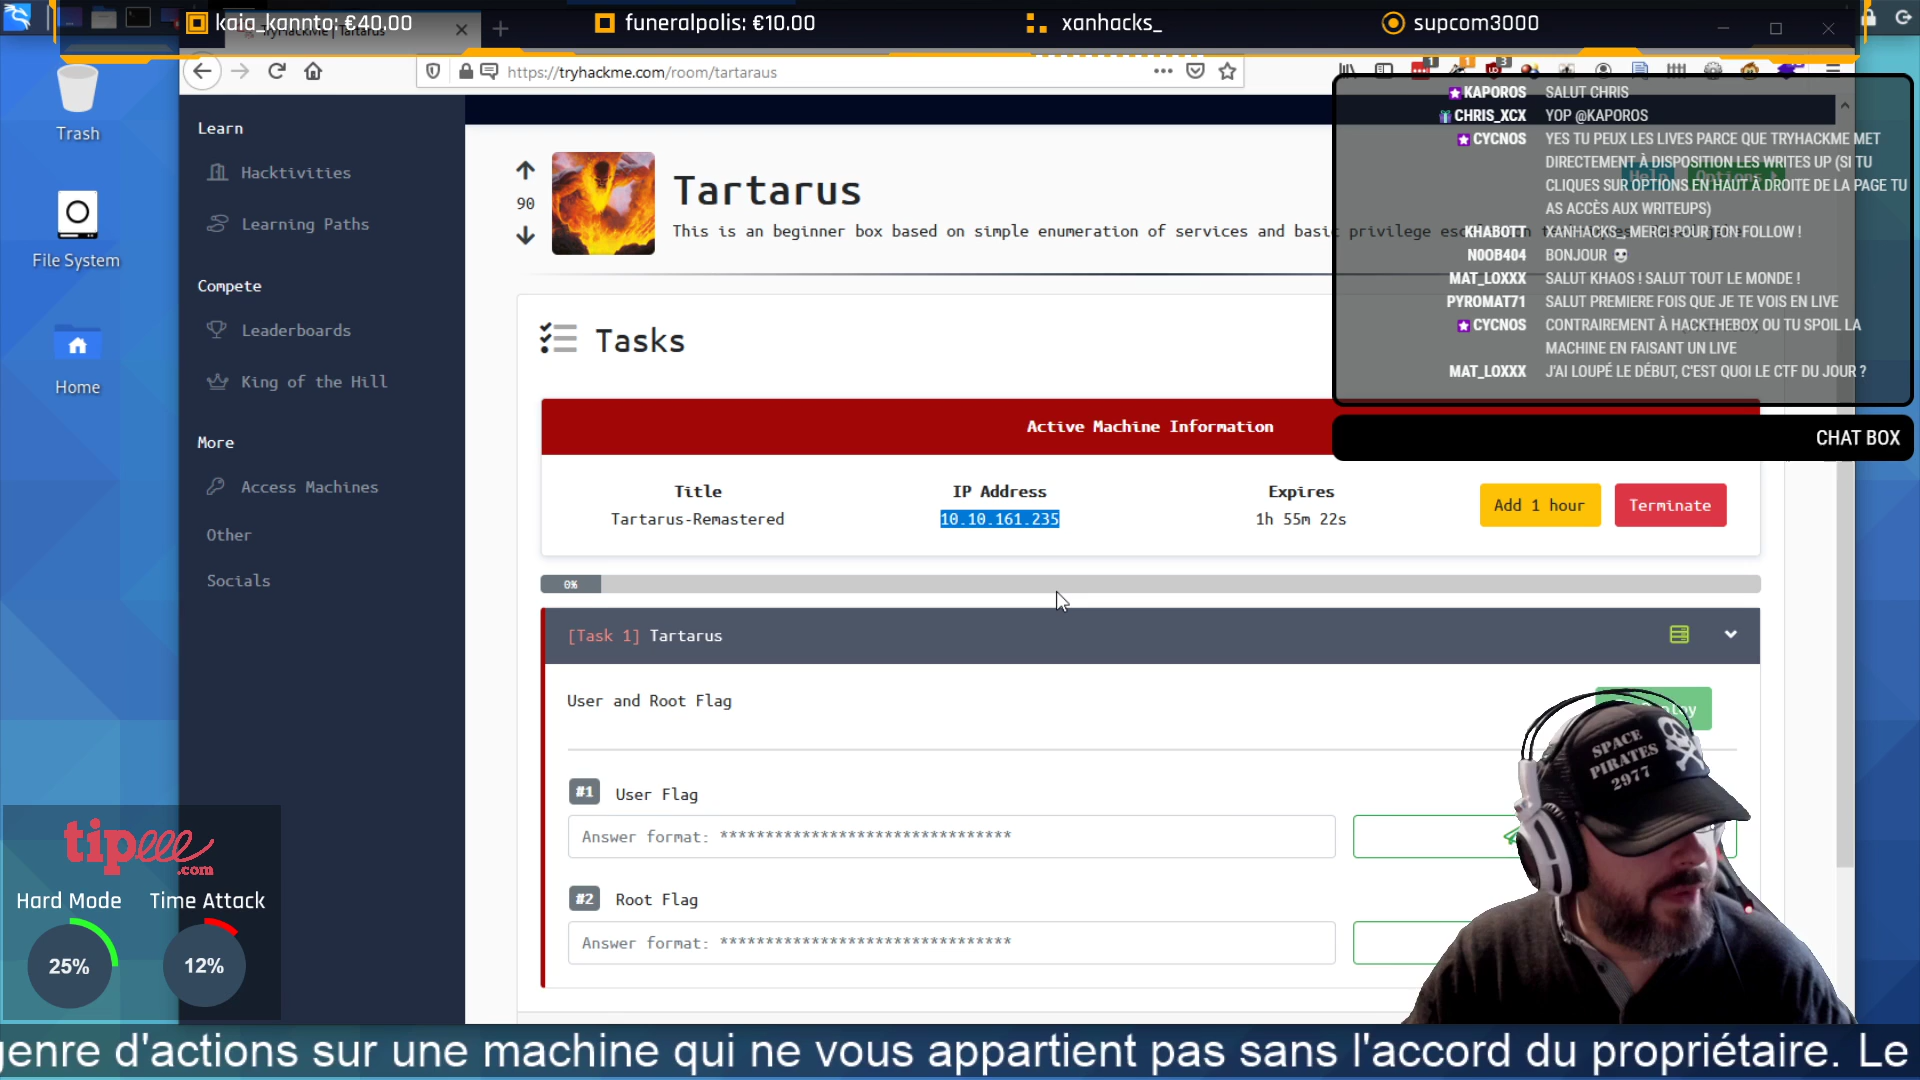 kaia_kannto: €40.00
funeralpolis: €10.00
xanhacks_
supcom3000
TryHackMe | Tartarus
https://tryhackme.com/room/tartaraus
1
1
3
Trash
File System
Home
Learn
Hacktivities
Learning Paths
Compete
Leaderboards
King of the Hill
More
Access Machines
Other
Socials
90
Tartarus
This is an beginner box based on simple enumeration of services and basic privilege
Help
Options
KAPOROS SALUT CHRIS
CHRIS_XCX YOP @KAPOROS
CYCNOS YES TU PEUX LES LIVES PARCE QUE TRYHACKME MET
DIRECTEMENT À DISPOSITION LES WRITES UP (SI TU
CLIQUES SUR OPTIONS EN HAUT À DROITE DE LA PAGE TU
AS ACCÈS AUX WRITEUPS)
KHABOTT XANHACKS_ MERCI POUR TON FOLLOW !
N00B404 BONJOUR
MAT_LOXXX SALUT KHAOS ! SALUT TOUT LE MONDE !
PYROMAT71 SALUT PREMIERE FOIS QUE JE TE VOIS EN LIVE
CYCNOS CONTRAIREMENT À HACKTHEBOX OU TU SPOIL LA
MACHINE EN FAISANT UN LIVE
MAT_LOXXX J'AI LOUPÉ LE DÉBUT, C'EST QUOI LE CTF DU JOUR ?
CHAT BOX
Tasks
Active Machine Information
Title
IP Address
Expires
Tartarus-Remastered
10.10.161.235
1h 55m 22s
Add 1 hour
Terminate
0%
[Task 1] Tartarus
User and Root Flag
#1 User Flag
Answer format: ********************************
#2 Root Flag
Answer format: ********************************
SPACE
PIRATES
2977
tipeee
.com
Hard Mode
Time Attack
25%
12%
genre d'actions sur une machine qui ne vous appartient pas sans l'accord du propriétaire. Le